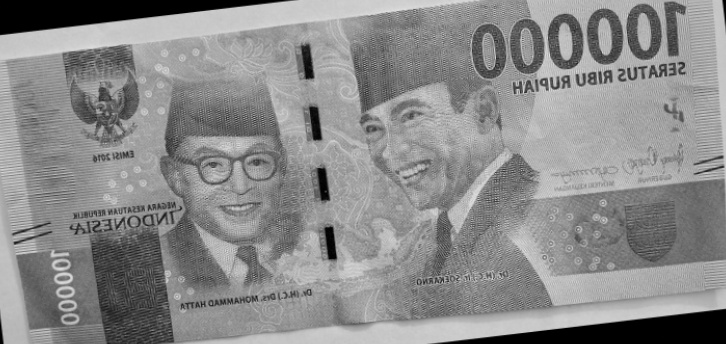 100000
SERATUS RIBU RUPIAH
EMISI 2016
NEGARA KESATUAN REPUBLIK
INDONESIA
GUBERNUR
MENTERI KEUANGAN
Dr. (H.C.) Ir. SOEKARNO
Dr. (H.C.) Drs. MOHAMMAD HATTA
100000